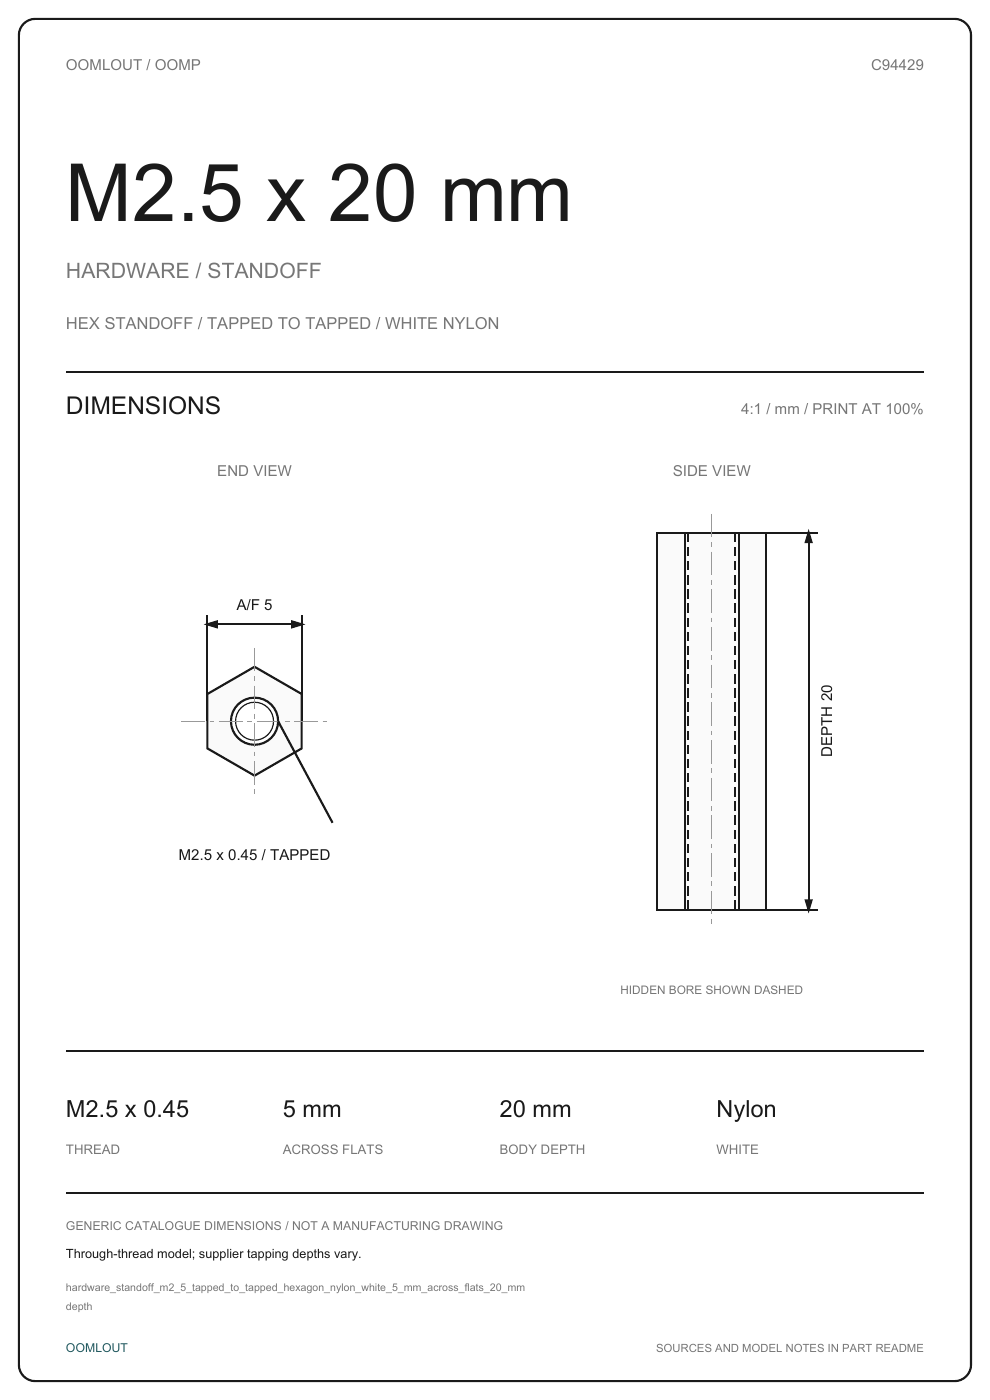 OOMLOUT / OOMP
C94429
M2.5 x 20 mm
HARDWARE / STANDOFF
HEX STANDOFF / TAPPED TO TAPPED / WHITE NYLON
DIMENSIONS
4:1 / mm / PRINT AT 100%
END VIEW
SIDE VIEW
A/F 5
DEPTH 20
M2.5 x 0.45 / TAPPED
HIDDEN BORE SHOWN DASHED
M2.5 x 0.45
5 mm
20 mm
Nylon
THREAD
ACROSS FLATS
BODY DEPTH
WHITE
GENERIC CATALOGUE DIMENSIONS / NOT A MANUFACTURING DRAWING
Through-thread model; supplier tapping depths vary.
hardware_standoff_m2_5_tapped_to_tapped_hexagon_nylon_white_5_mm_across_flats_20_mm
depth
OOMLOUT
SOURCES AND MODEL NOTES IN PART README